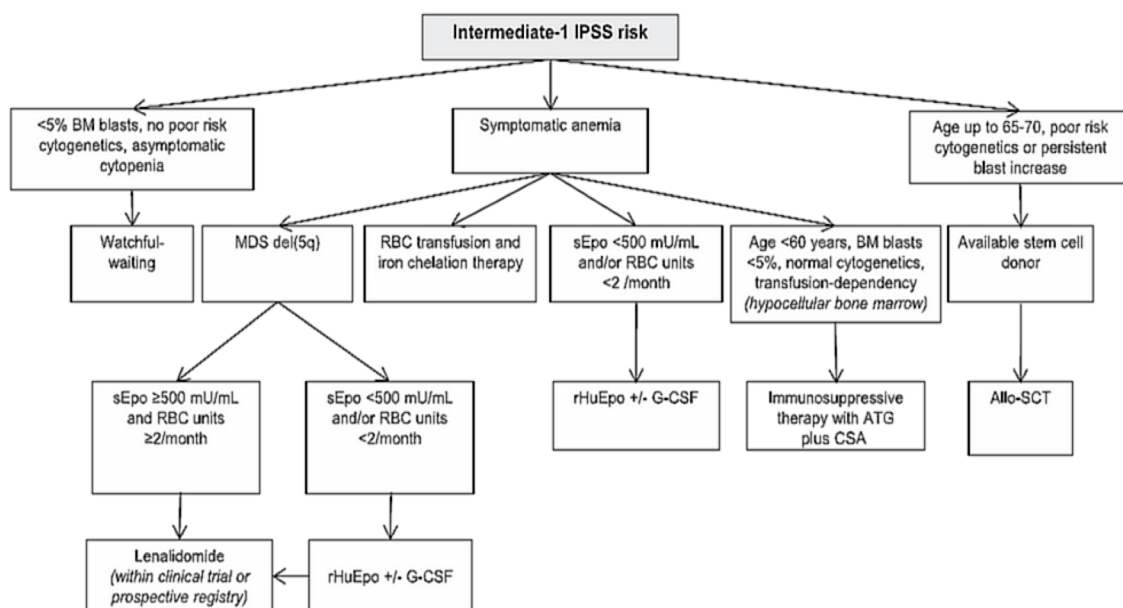 Intermediate-1 IPSS risk
<5% BM blasts, no poor risk
cytogenetics, asymptomatic
cytopenia
Symptomatic anemia
Age up to 65-70, poor risk
cytogenetics or persistent
blast increase
Watchful-
waiting
MDS del(5q)
RBC transfusion and
iron chelation therapy
sEpo <500 mU/mL
and/or RBC units
<2 /month
Age <60 years, BM blasts
<5%, normal cytogenetics,
transfusion-dependency
(hypocellular bone marrow)
Available stem cell
donor
sEpo ≥500 mU/mL
and RBC units
≥2/month
sEpo <500 mU/mL
and/or RBC units
<2/month
rHuEpo +/- G-CSF
Immunosuppressive
therapy with ATG
plus CSA
Allo-SCT
Lenalidomide
(within clinical trial or
prospective registry)
rHuEpo +/- G-CSF